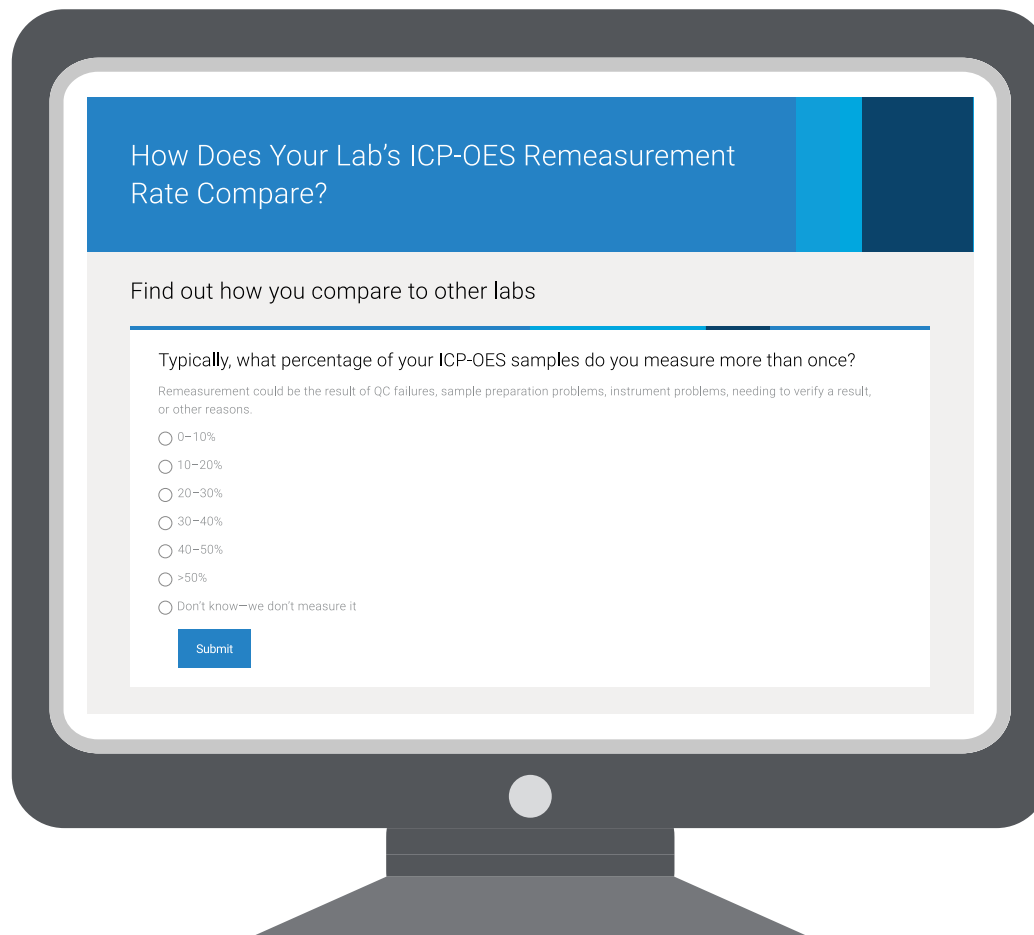 How Does Your Lab’s ICP-OES Remeasurement
Rate Compare?
Find out how you compare to other labs
Typically, what percentage of your ICP-OES samples do you measure more than once?
Remeasurement could be the result of QC failures, sample preparation problems, instrument problems, needing to verify a result,
or other reasons.
0–10%
10–20%
20–30%
30–40%
40–50%
>50%
Don’t know—we don’t measure it
Submit